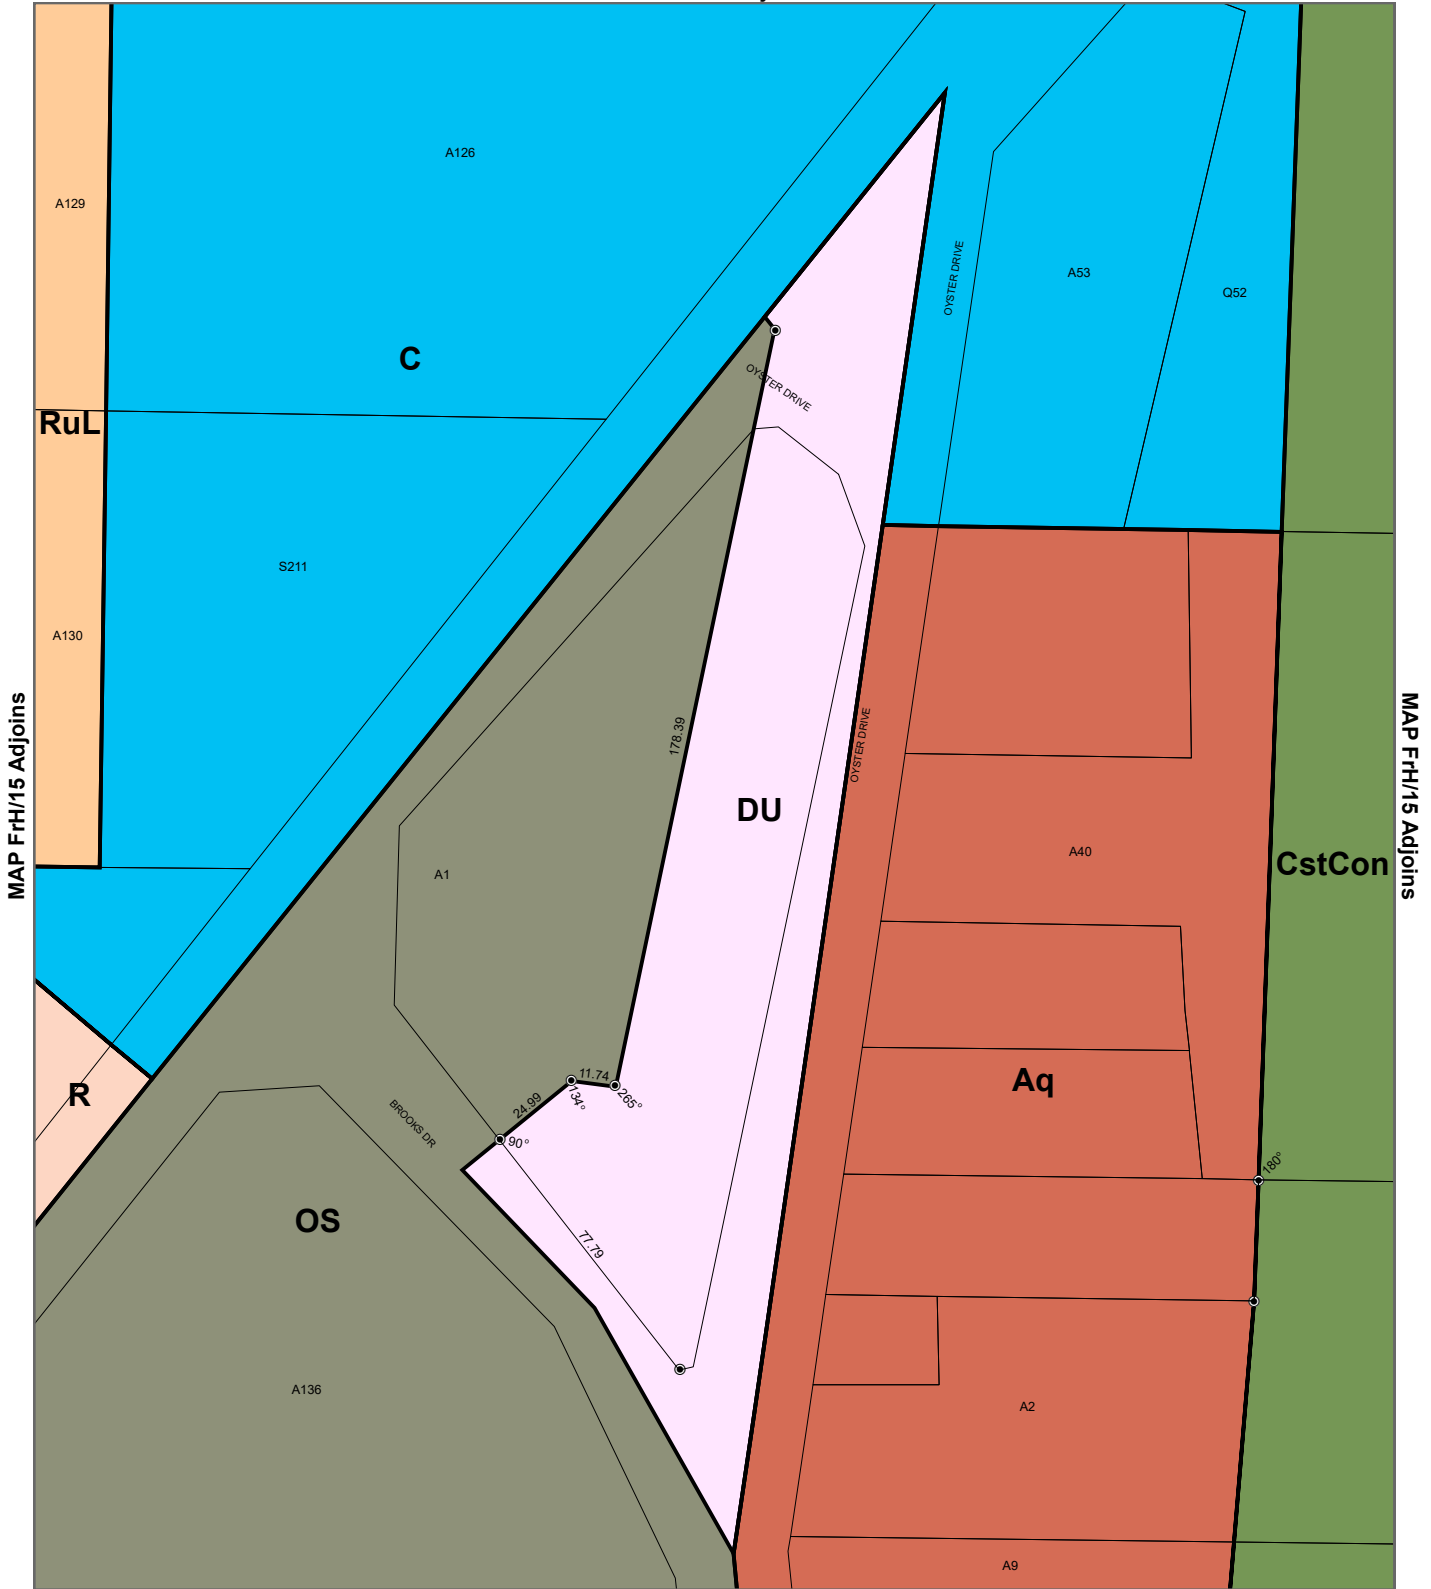 A126
A129
OYSTER DRIVE
A53
Q52
C
OYSTER DRIVE
RuL
S211
A130
178.39
OYSTER DRIVE
MAP FrH/15 Adjoins
MAP FrH/15 Adjoins
DU
A40
CstCon
A1
11.74
134°
265°
Aq
R
24.99
BROOKS DR
90°
180°
OS
77.79
A136
A2
A9